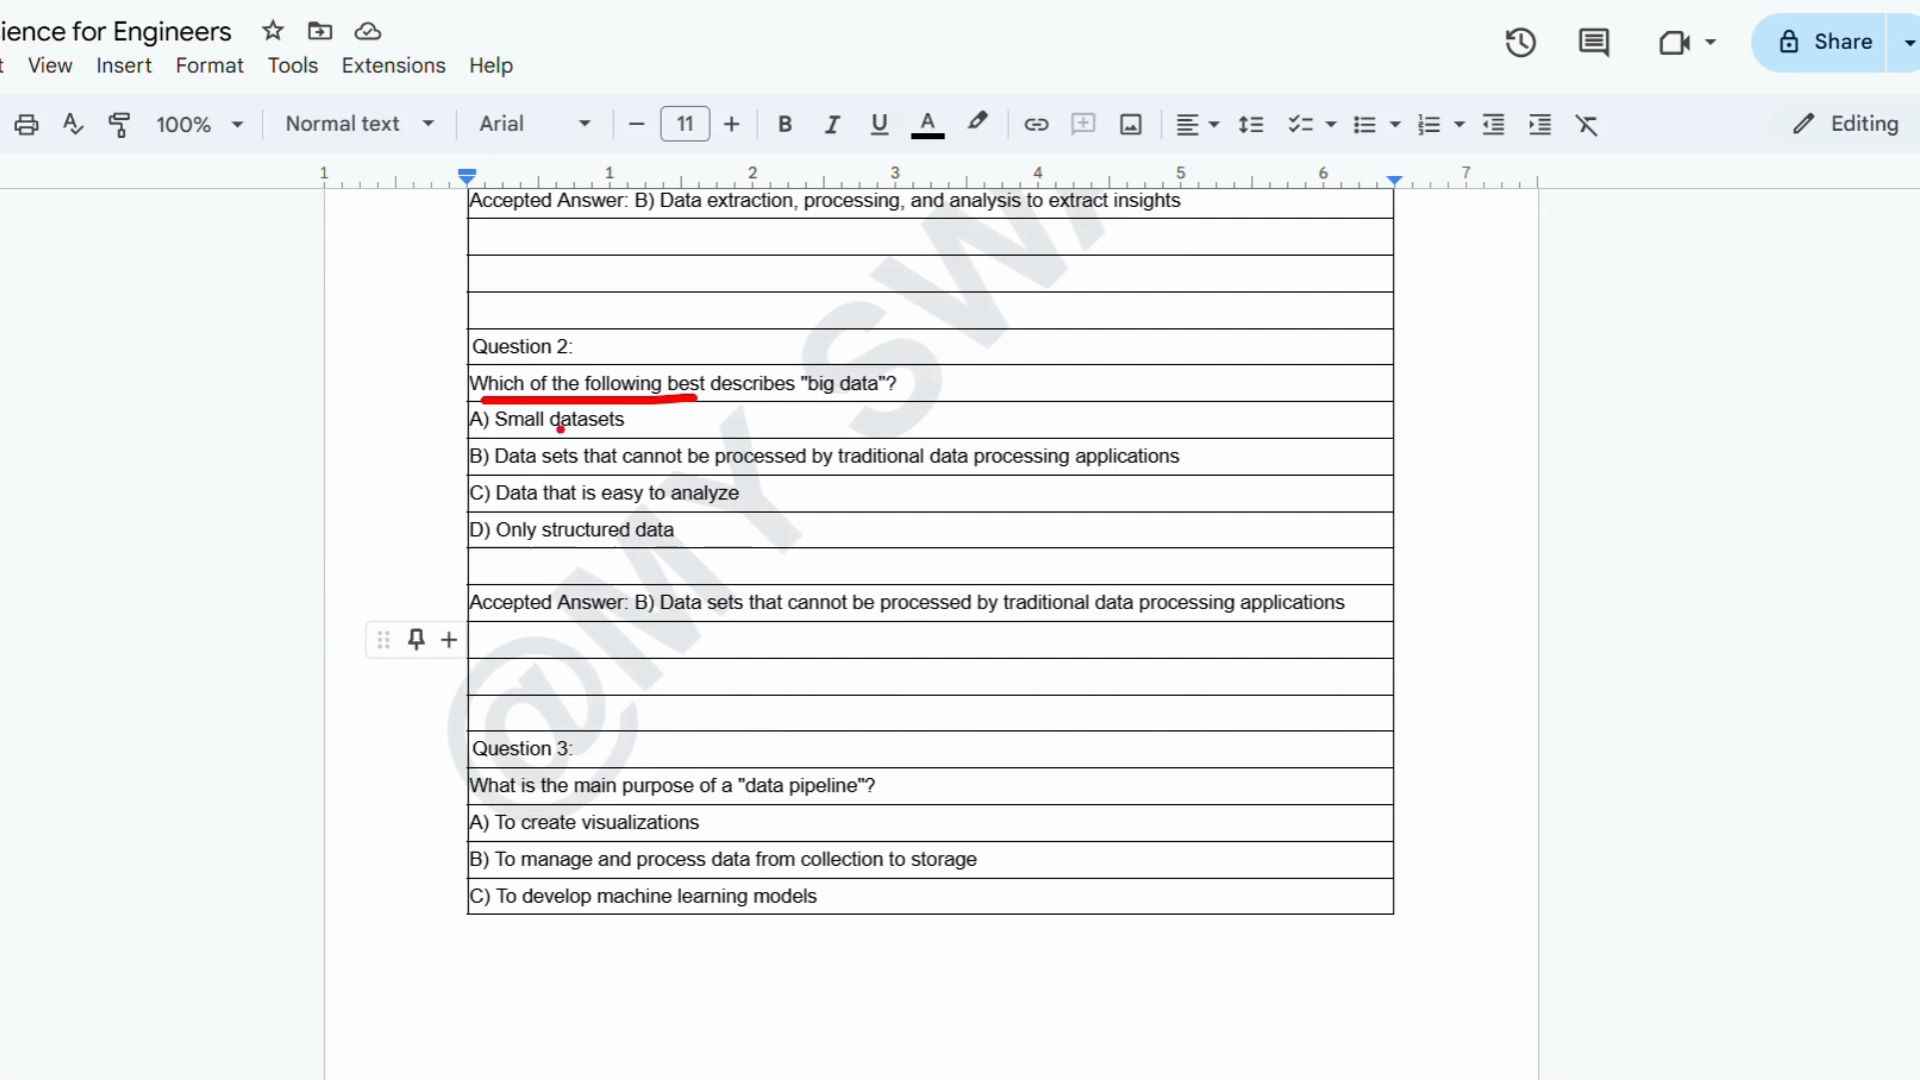 ience for Engineers
t View Insert Format Tools Extensions Help
Share
100% Normal text Arial 11 B I U A Editing
1 1 2 3 4 5 6 7
Accepted Answer: B) Data extraction, processing, and analysis to extract insights
Question 2:
Which of the following best describes "big data"?
A) Small datasets
B) Data sets that cannot be processed by traditional data processing applications
C) Data that is easy to analyze
D) Only structured data
Accepted Answer: B) Data sets that cannot be processed by traditional data processing applications
Question 3:
What is the main purpose of a "data pipeline"?
A) To create visualizations
B) To manage and process data from collection to storage
C) To develop machine learning models
@MY SW